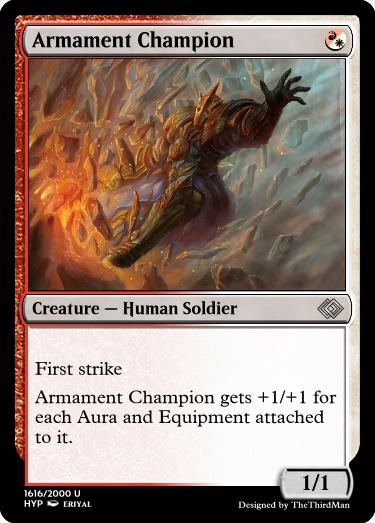 Armament Champion
Creature — Human Soldier
First strike
Armament Champion gets +1/+1 for
each Aura and Equipment attached
to it.
1/1
1616/2000 U
HYP ERIYAL
Designed by TheThirdMan